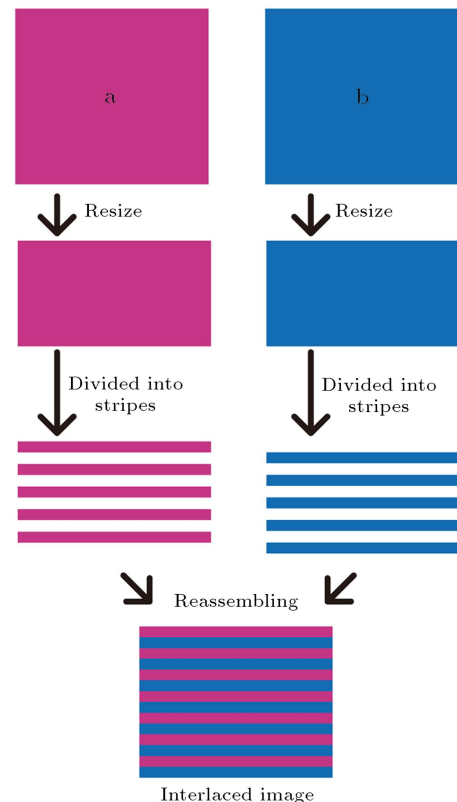 a
b
Resize
Resize
Divided into
stripes
Divided into
stripes
Reassembling
Interlaced image